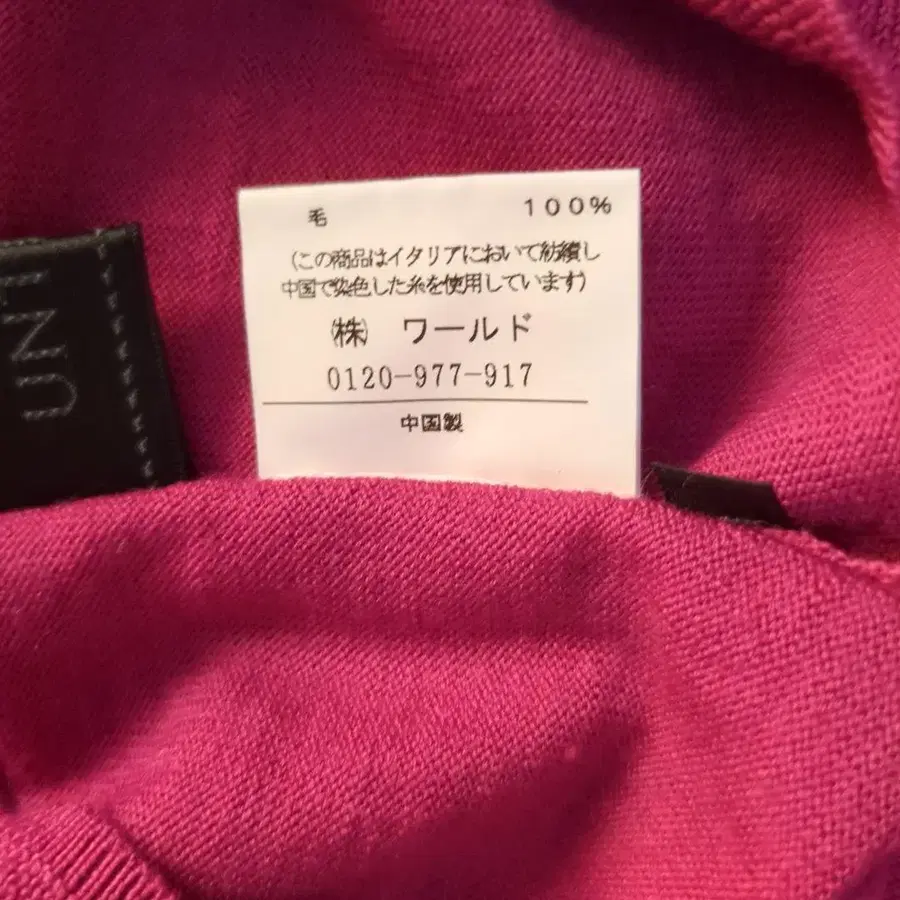 毛 100%
(この商品はイタリアにおいて紡績し
中国で染色した糸を使用しています)
㈱ ワールド
0120-977-917
中国製
UN